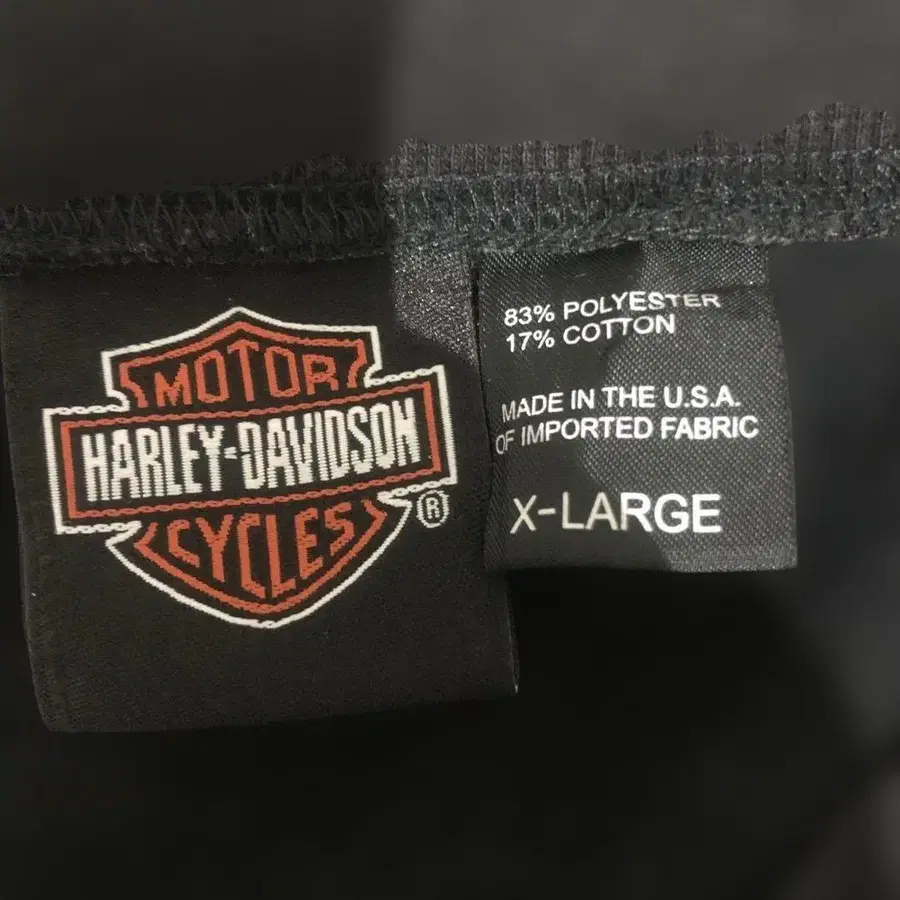 MOTOR
HARLEY-DAVIDSON
CYCLES
®
83% POLYESTER
17% COTTON
MADE IN THE U.S.A.
OF IMPORTED FABRIC
X-LARGE